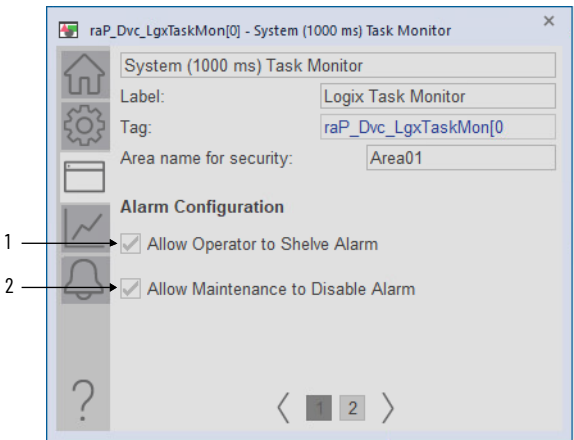 raP_Dvc_LgxTaskMon[0] - System (1000 ms) Task Monitor
System (1000 ms) Task Monitor
Label: Logix Task Monitor
Tag: raP_Dvc_LgxTaskMon[0
Area name for security: Area01
Alarm Configuration
1 Allow Operator to Shelve Alarm
2 Allow Maintenance to Disable Alarm
? 1 2